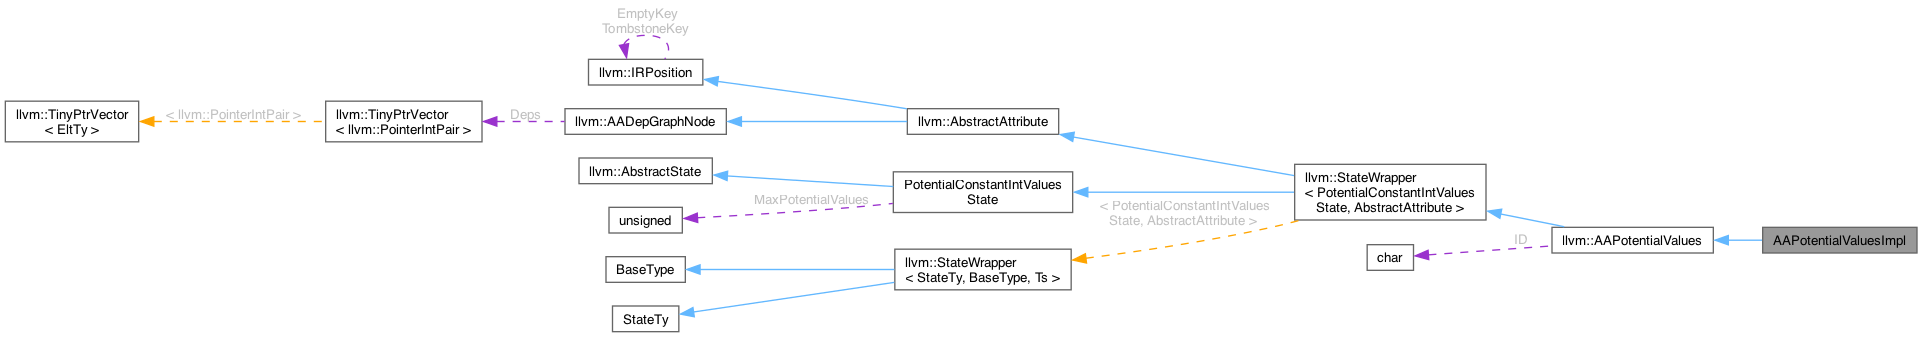 EmptyKey
TombstoneKey
llvm::IRPosition
llvm::TinyPtrVector
< EltTy >
< llvm::PointerIntPair >
llvm::TinyPtrVector
< llvm::PointerIntPair >
Deps
llvm::AADepGraphNode
llvm::AbstractAttribute
llvm::AbstractState
PotentialConstantIntValues
State
MaxPotentialValues
unsigned
llvm::StateWrapper
< PotentialConstantIntValues
State, AbstractAttribute >
< PotentialConstantIntValues
State, AbstractAttribute >
BaseType
llvm::StateWrapper
< StateTy, BaseType, Ts >
StateTy
ID
char
llvm::AAPotentialValues
AAPotentialValuesImpl